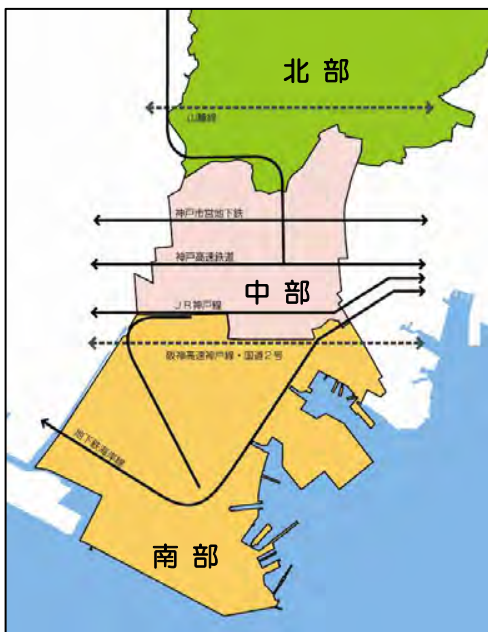 北部
山麓線
神戸市営地下鉄
神戸高速鉄道
中部
JR神戸線
阪神高速神戸線・国道2号
地下鉄海岸線
南部